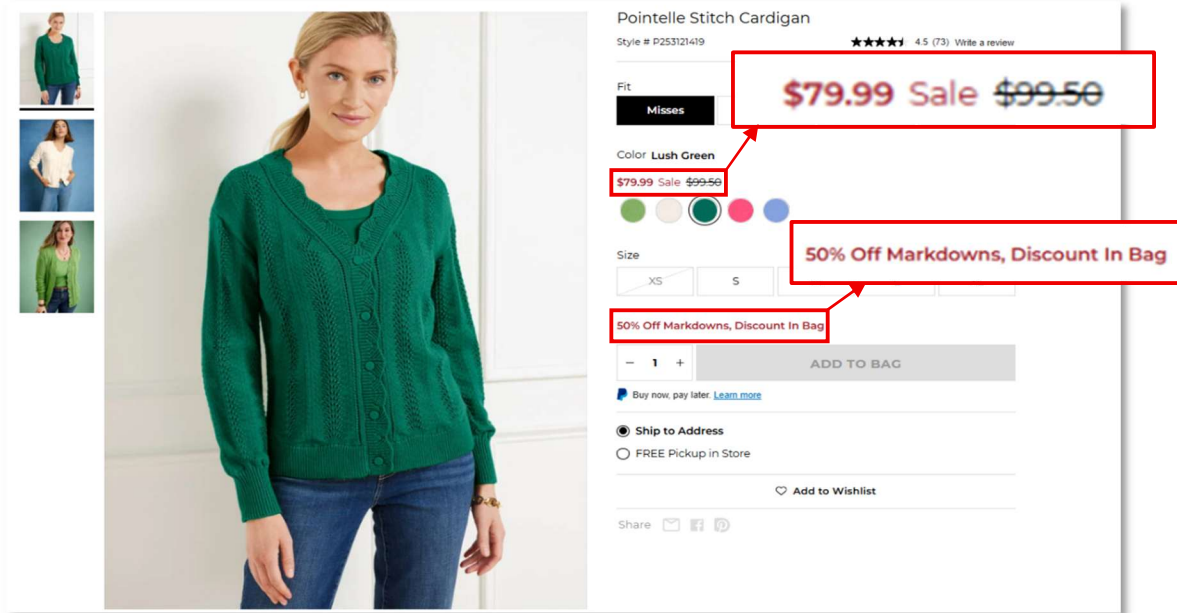 Pointelle Stitch Cardigan
Style # P253121419
4.5 (73) Write a review
Fit
$79.99 Sale $99.50
Misses
Color Lush Green
$79.99 Sale $99.50
Size
50% Off Markdowns, Discount In Bag
XS S
50% Off Markdowns, Discount In Bag
− 1 + ADD TO BAG
Buy now, pay later. Learn more
Ship to Address
FREE Pickup in Store
Add to Wishlist
Share